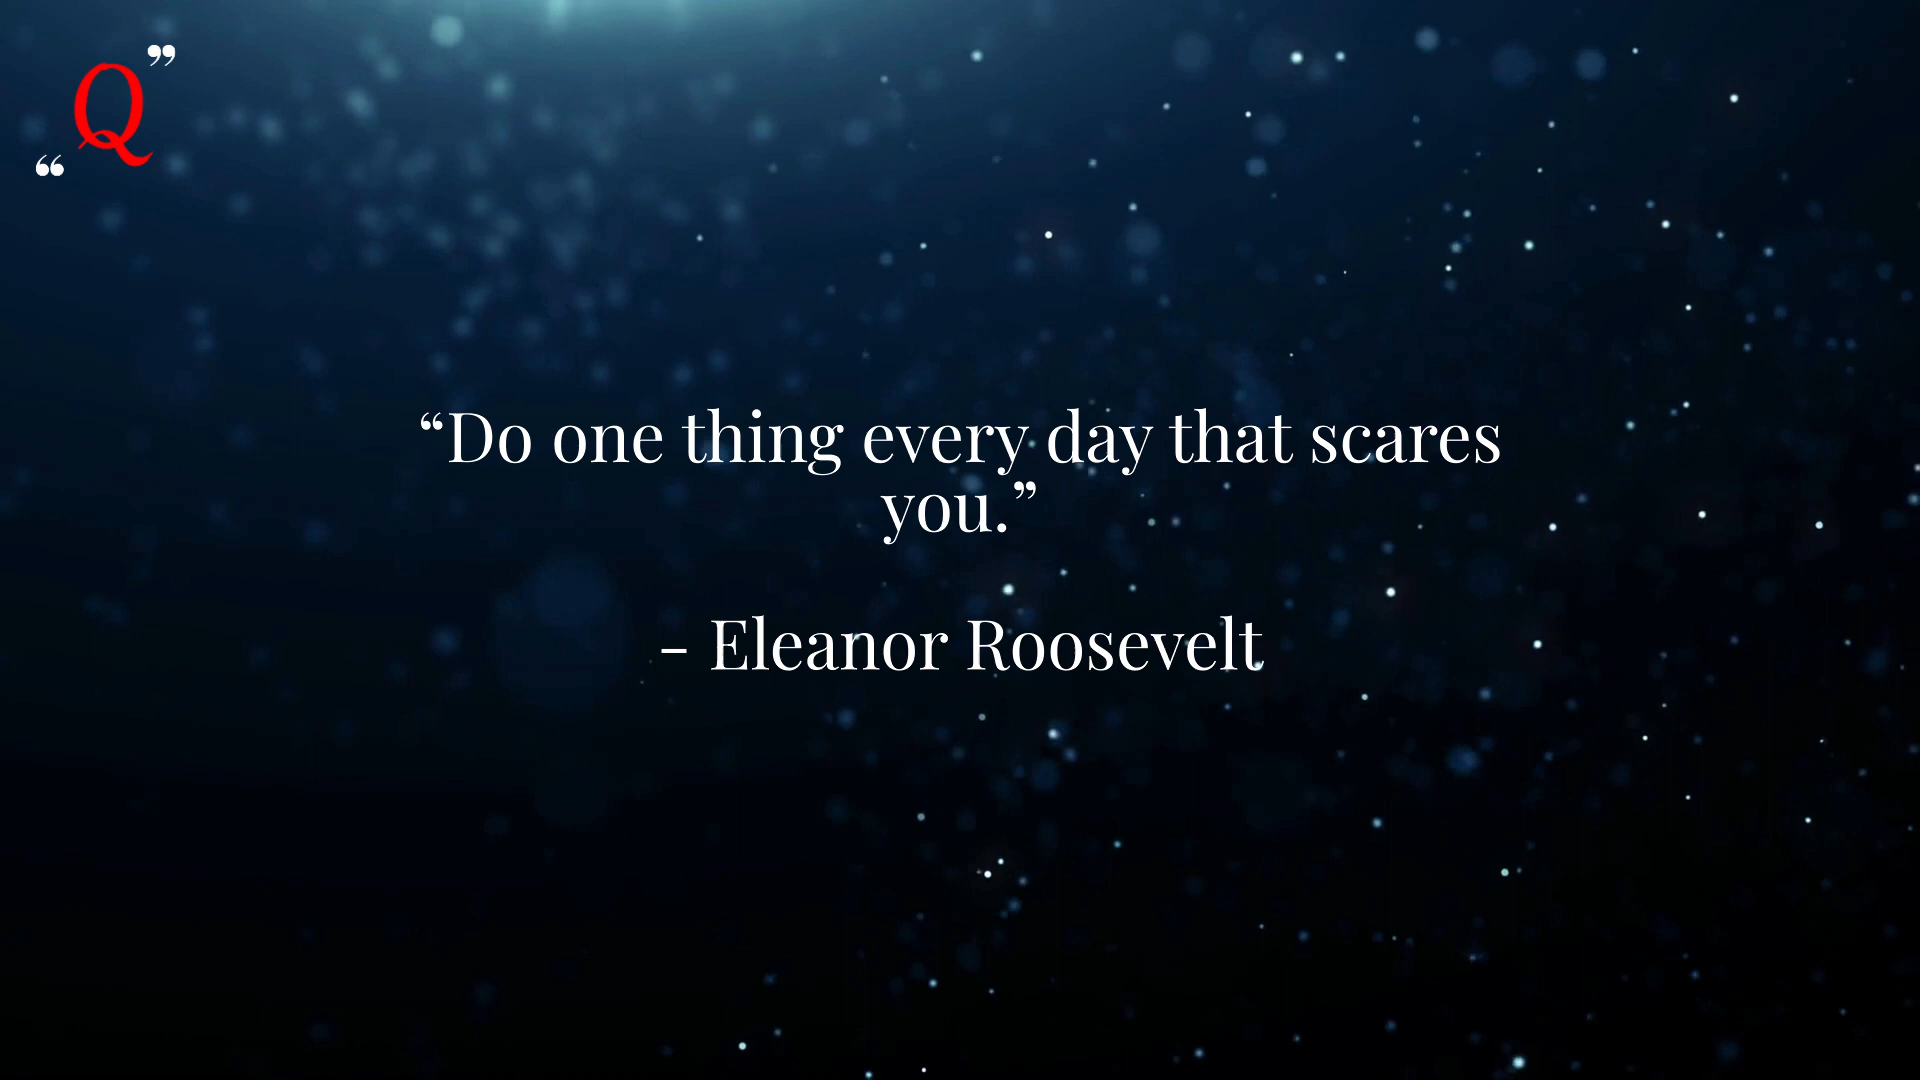 ”
Q
“
“Do one thing every day that scares
you.”
- Eleanor Roosevelt